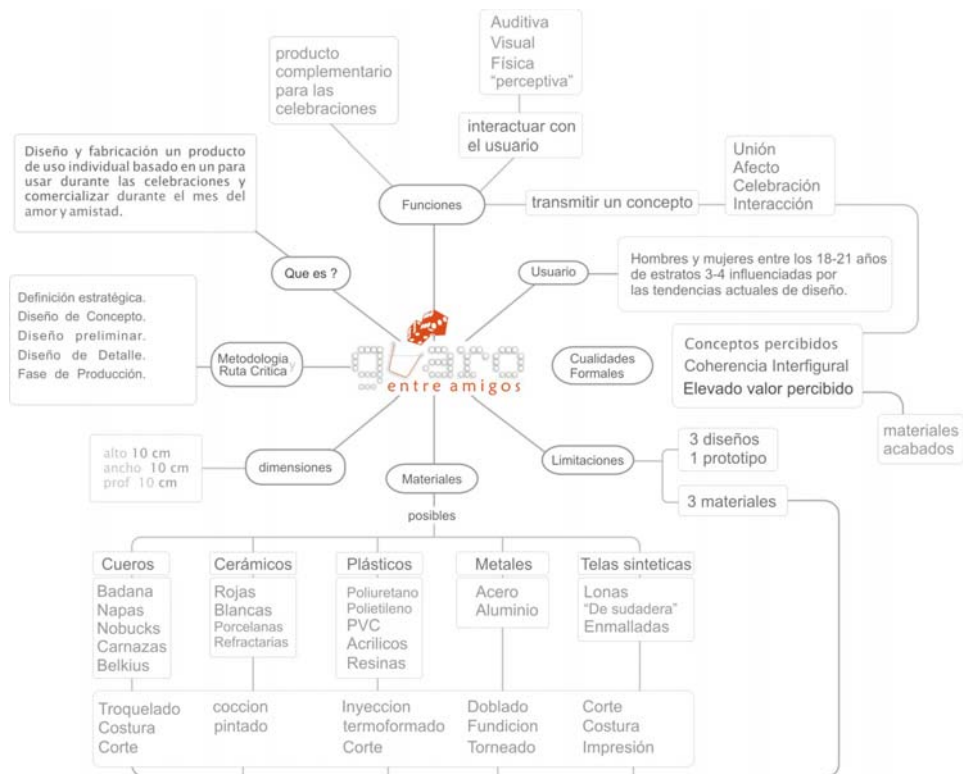 Auditiva
Visual
Física
“perceptiva”
producto
complementario
para las
celebraciones
interactuar con
el usuario
Diseño y fabricación un producto
de uso individual basado en un para
usar durante las celebraciones y
comercializar durante el mes del
amor y amistad.
Funciones
transmitir un concepto
Unión
Afecto
Celebración
Interacción
Que es ?
Usuario
Hombres y mujeres entre los 18-21 años
de estratos 3-4 influenciadas por
las tendencias actuales de diseño.
Definición estratégica.
Diseño de Concepto.
Diseño preliminar.
Diseño de Detalle.
Fase de Producción.
Metodologia y
Ruta Critica
entre amigos
Cualidades
Formales
Conceptos percibidos
Coherencia Interfigural
Elevado valor percibido
materiales
acabados
alto 10 cm
ancho 10 cm
prof 10 cm
dimensiones
Materiales
Limitaciones
3 diseños
1 prototipo
3 materiales
posibles
Cueros
Badana
Napas
Nobucks
Carnazas
Belkius
Troquelado
Costura
Corte
Cerámicos
Rojas
Blancas
Porcelanas
Refractarias
coccion
pintado
Plásticos
Poliuretano
Polietileno
PVC
Acrilicos
Resinas
Inyeccion
termoformado
Corte
Metales
Acero
Aluminio
Doblado
Fundicion
Torneado
Telas sinteticas
Lonas
“De sudadera”
Enmalladas
Corte
Costura
Impresión